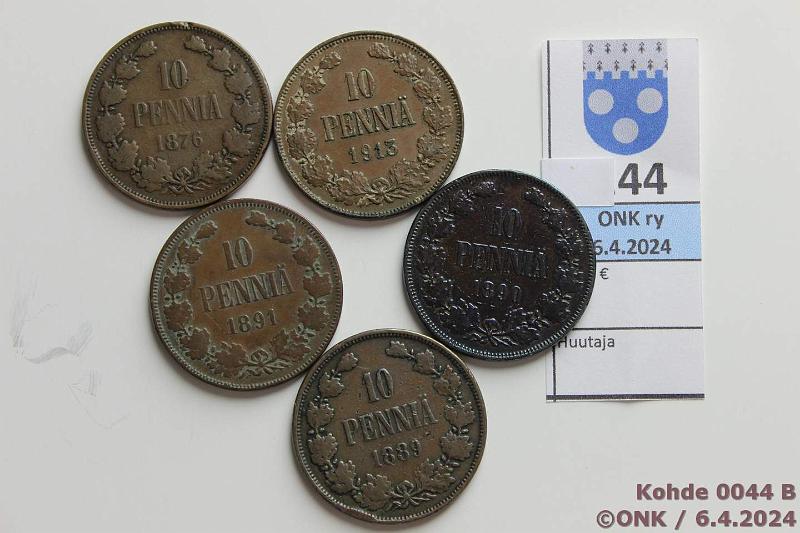 10
PENNIÄ
1876
10
PENNIÄ
1913
10
PENNIÄ
1891
10
PENNIÄ
1890
10
PENNIÄ
1889
44
ONK ry
6.4.2024
€
Huutaja
Kohde 0044 B
©ONK / 6.4.2024